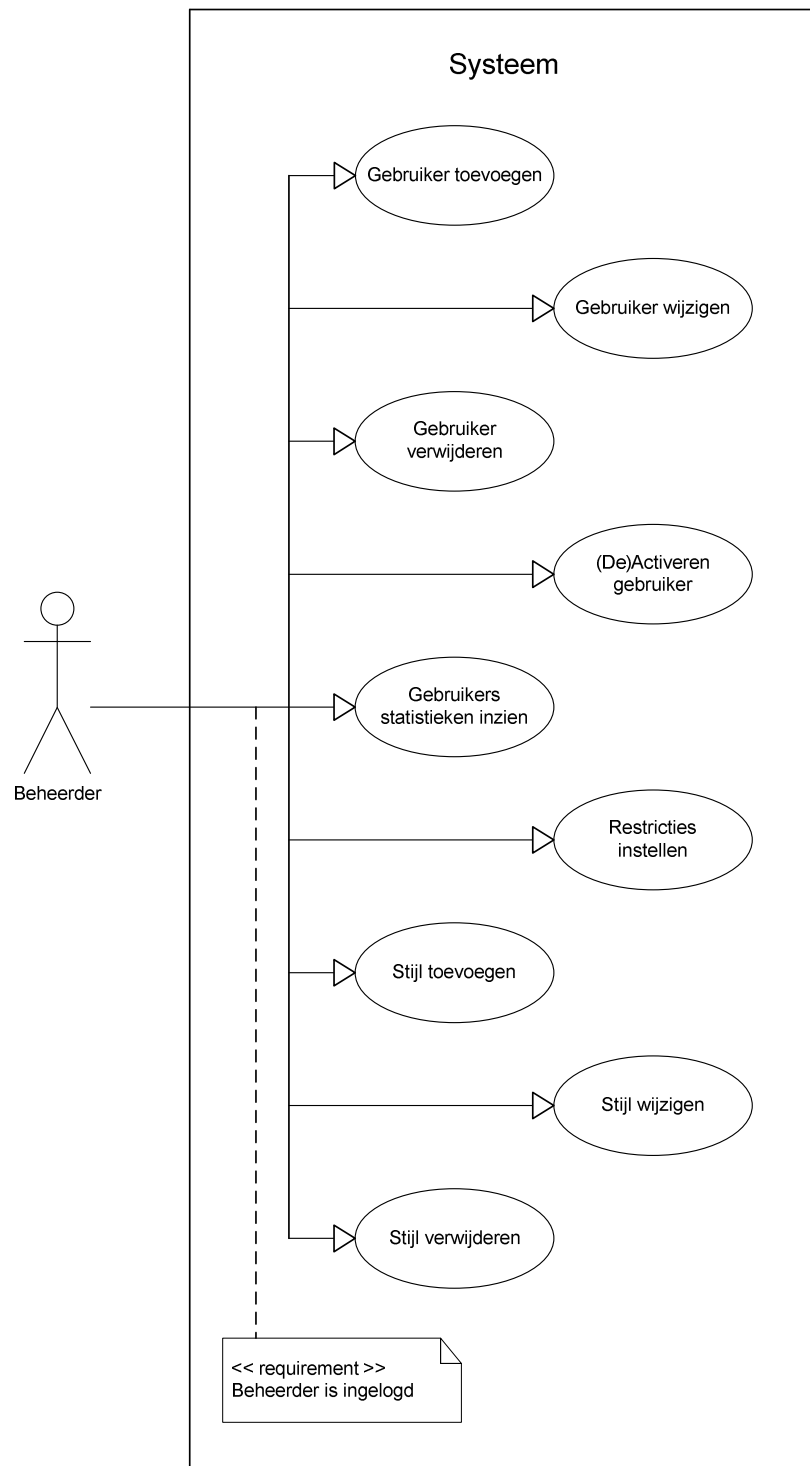 Systeem
Gebruiker toevoegen
Gebruiker wijzigen
Gebruiker
verwijderen
(De)Activeren
gebruiker
Gebruikers
statistieken inzien
Beheerder
Restricties
instellen
Stijl toevoegen
Stijl wijzigen
Stijl verwijderen
<< requirement >>
Beheerder is ingelogd